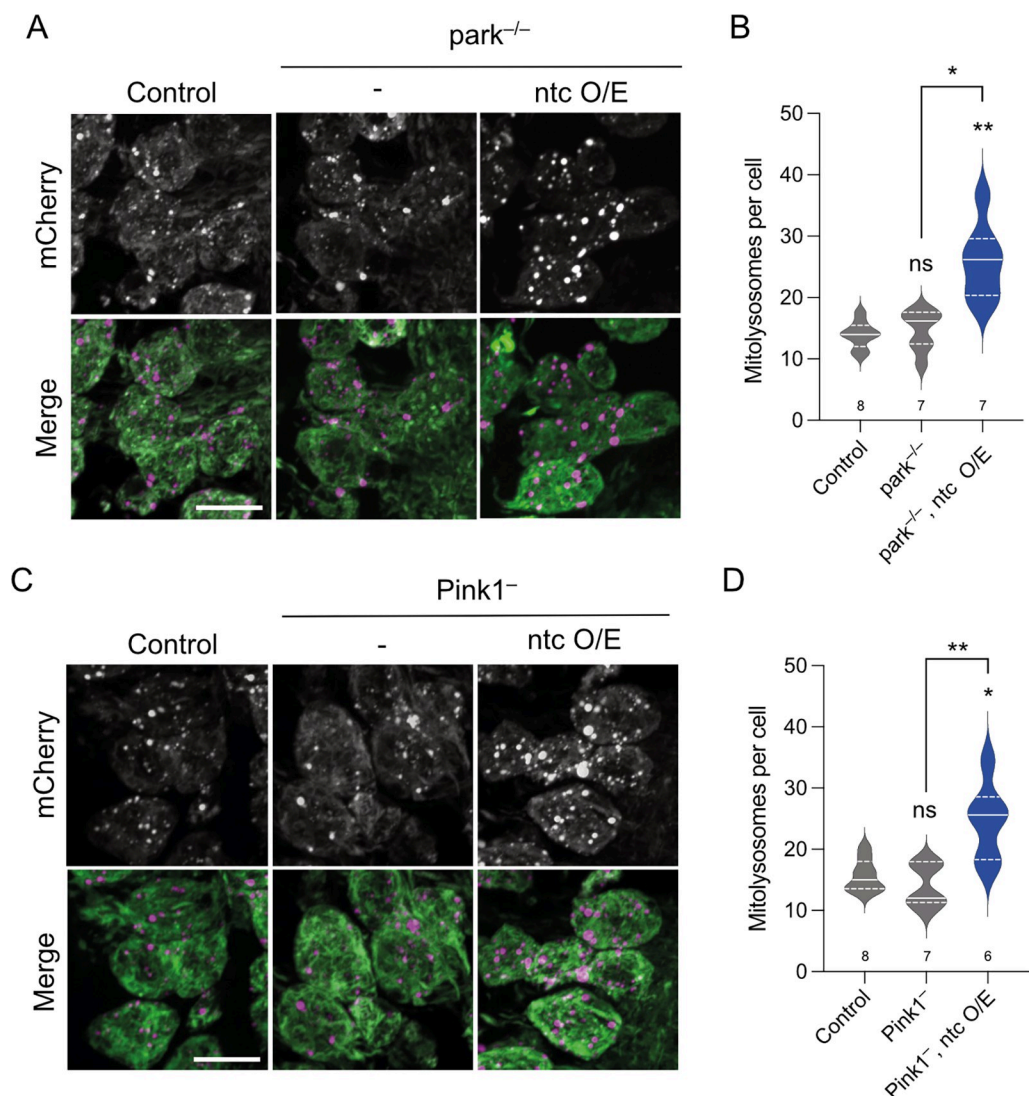 A
park–/–
Control
-
ntc O/E
mCherry
Merge
B
Mitolysosomes per cell
50
40
30
20
10
0
*
**
ns
8
7
7
Control
park–/–
park–/–, ntc O/E
C
Pink1–
Control
-
ntc O/E
mCherry
Merge
D
Mitolysosomes per cell
50
40
30
20
10
0
**
*
ns
8
7
6
Control
Pink1–
Pink1–, ntc O/E